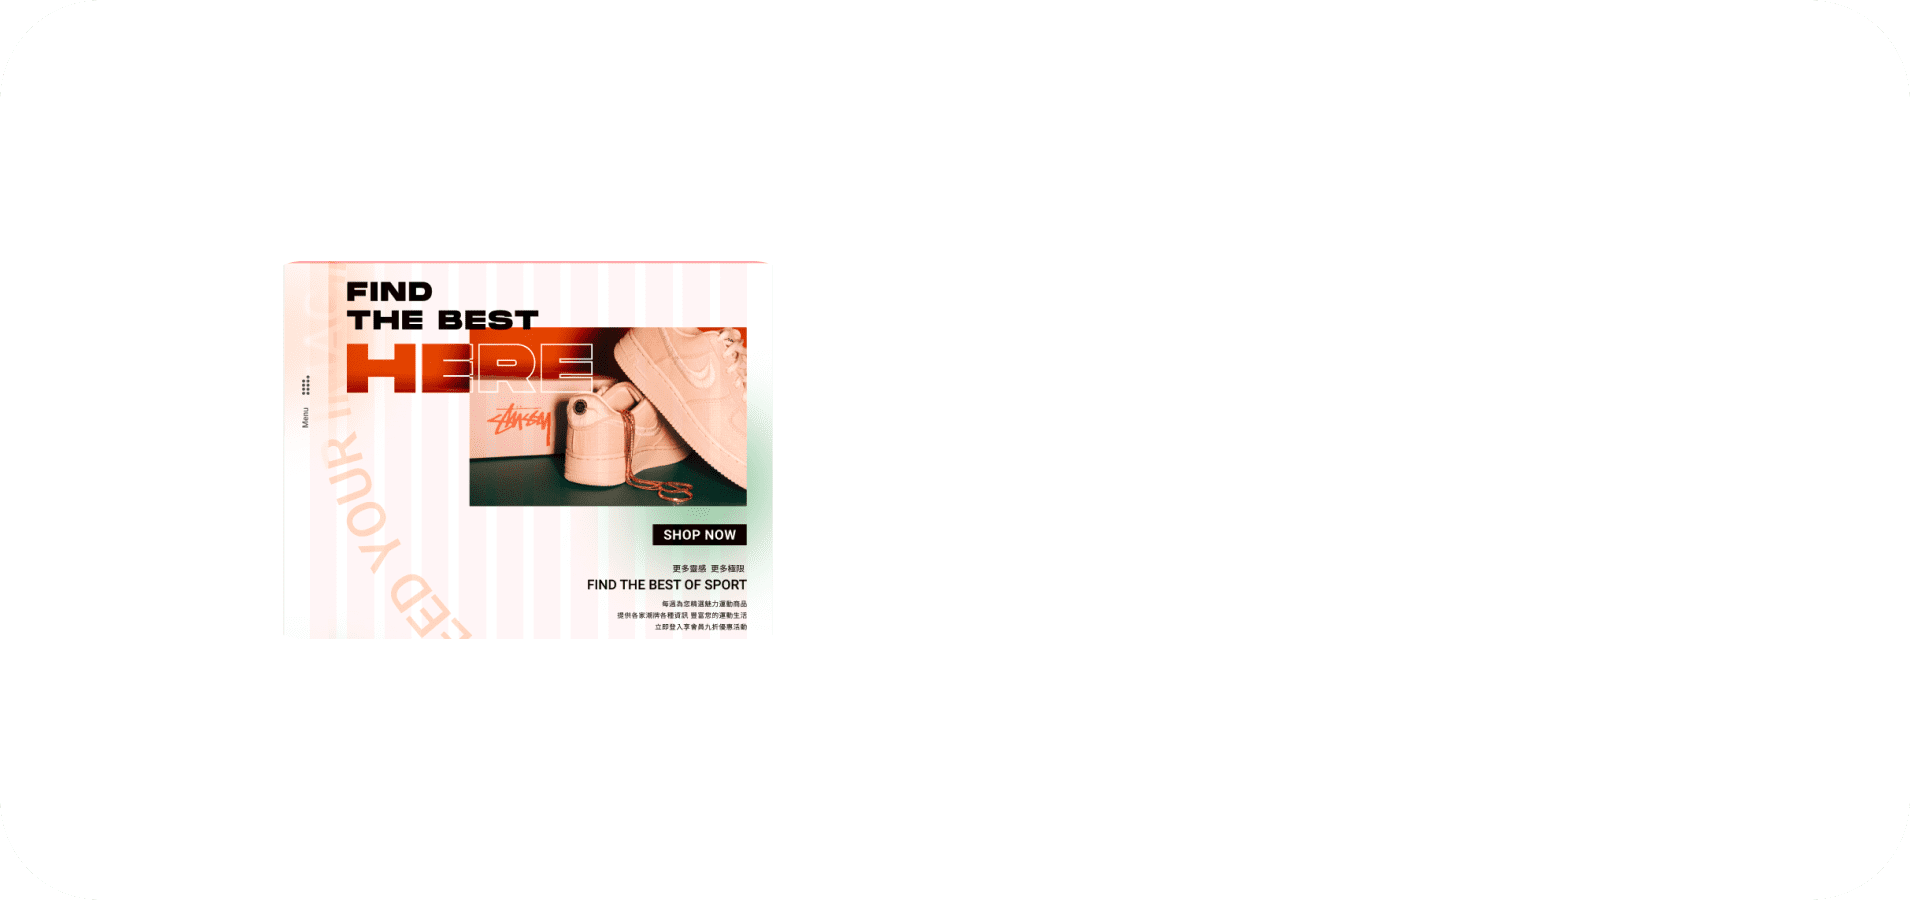 FIND
THE BEST
HERE
STUSSY
Menu
YOUR
SHOP NOW
更多靈感 更多極限
FIND THE BEST OF SPORT
每週為您精選魅力運動商品
提供各家潮牌各種資訊 豐富您的運動生活
立即登入享會員九折優惠活動